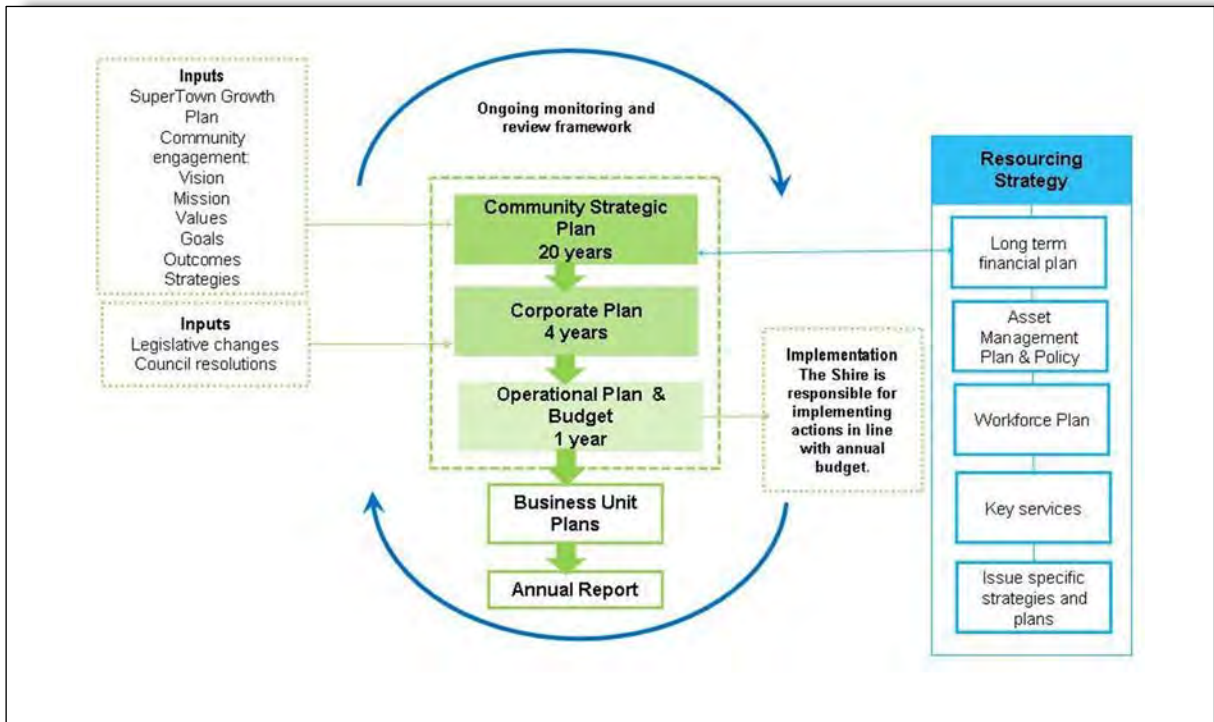 Inputs
SuperTown Growth
Plan
Community
engagement:
Vision
Mission
Values
Goals
Outcomes
Strategies
Inputs
Legislative changes
Council resolutions
Ongoing monitoring and
review framework
Community Strategic
Plan
20 years
Corporate Plan
4 years
Operational Plan & 
Budget
1 year
Business Unit
Plans
Annual Report
Implementation
The Shire is
responsible for
implementing
actions in line
with annual
budget.
Resourcing
Strategy
Long term
financial plan
Asset
Management
Plan & Policy
Workforce Plan
Key services
Issue specific
strategies and
plans